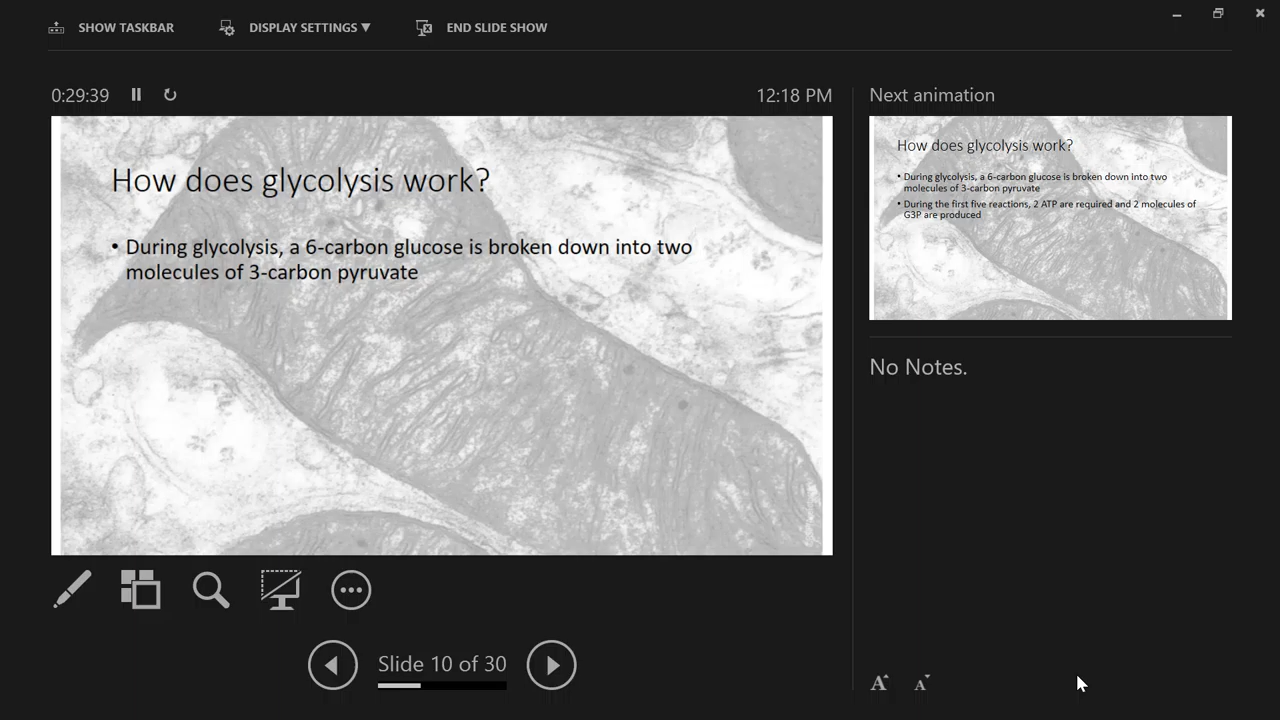 SHOW TASKBAR
DISPLAY SETTINGS ▼
END SLIDE SHOW
0:29:39
12:18 PM
Next animation
How does glycolysis work?
• During glycolysis, a 6-carbon glucose is broken down into two
molecules of 3-carbon pyruvate
How does glycolysis work?
• During glycolysis, a 6-carbon glucose is broken down into two
molecules of 3-carbon pyruvate
• During the first five reactions, 2 ATP are required and 2 molecules of
G3P are produced
No Notes.
Slide 10 of 30
A
A